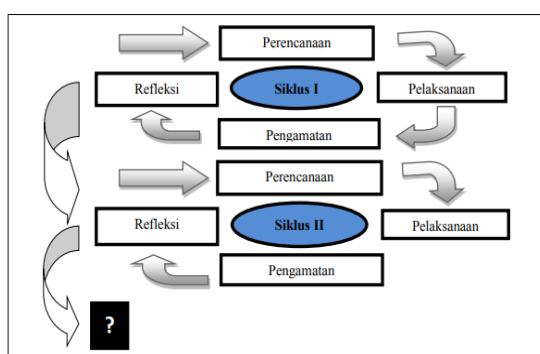 Perencanaan
Refleksi
Siklus I
Pelaksanaan
Pengamatan
Perencanaan
Refleksi
Siklus II
Pelaksanaan
Pengamatan
?